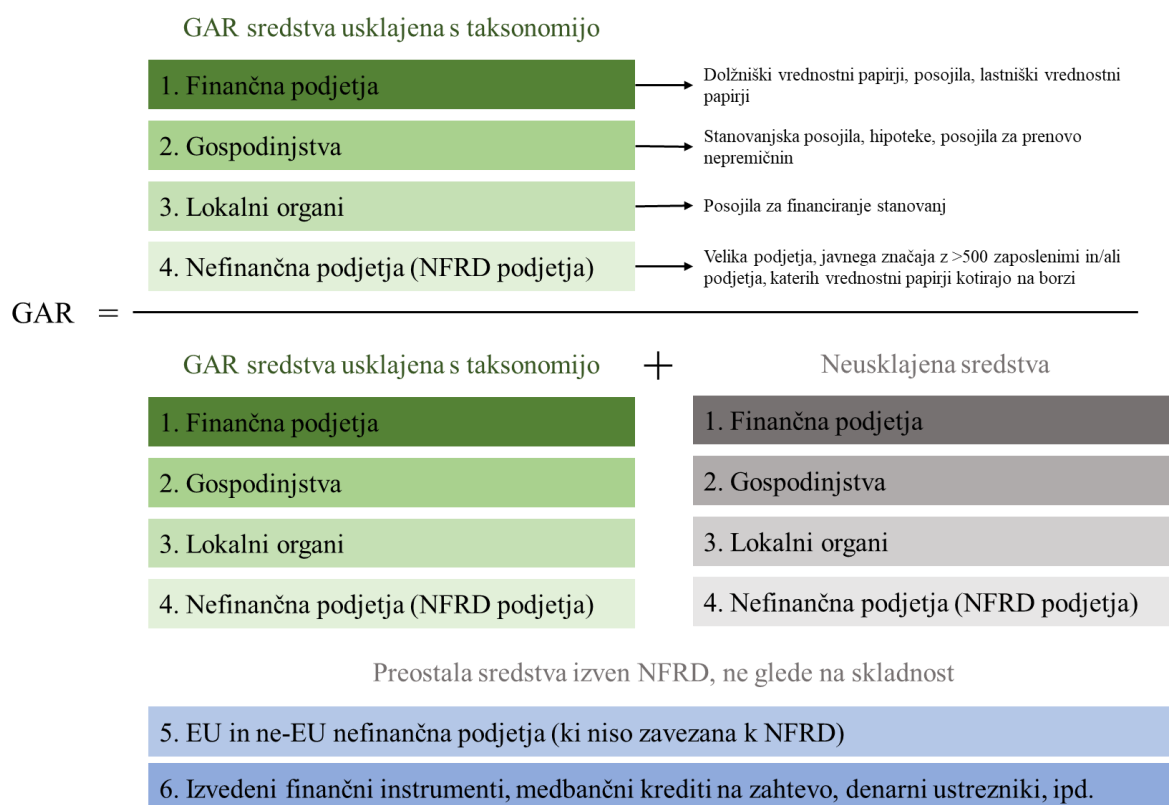 GAR sredstva usklajena s taksonomijo
1. Finančna podjetja
Dolžniški vrednostni papirji, posojila, lastniški vrednostni
papirji
2. Gospodinjstva
Stanovanjska posojila, hipoteke, posojila za prenovo
nepremičnin
3. Lokalni organi
Posojila za financiranje stanovanj
4. Nefinančna podjetja (NFRD podjetja)
Velika podjetja, javnega značaja z >500 zaposlenimi in/ali
podjetja, katerih vrednostni papirji kotirajo na borzi
GAR =
GAR sredstva usklajena s taksonomijo + Neusklajena sredstva
1. Finančna podjetja
1. Finančna podjetja
2. Gospodinjstva
2. Gospodinjstva
3. Lokalni organi
3. Lokalni organi
4. Nefinančna podjetja (NFRD podjetja)
4. Nefinančna podjetja (NFRD podjetja)
Preostala sredstva izven NFRD, ne glede na skladnost
5. EU in ne-EU nefinančna podjetja (ki niso zavezana k NFRD)
6. Izvedeni finančni instrumenti, medbančni krediti na zahtevo, denarni ustrezniki, ipd.